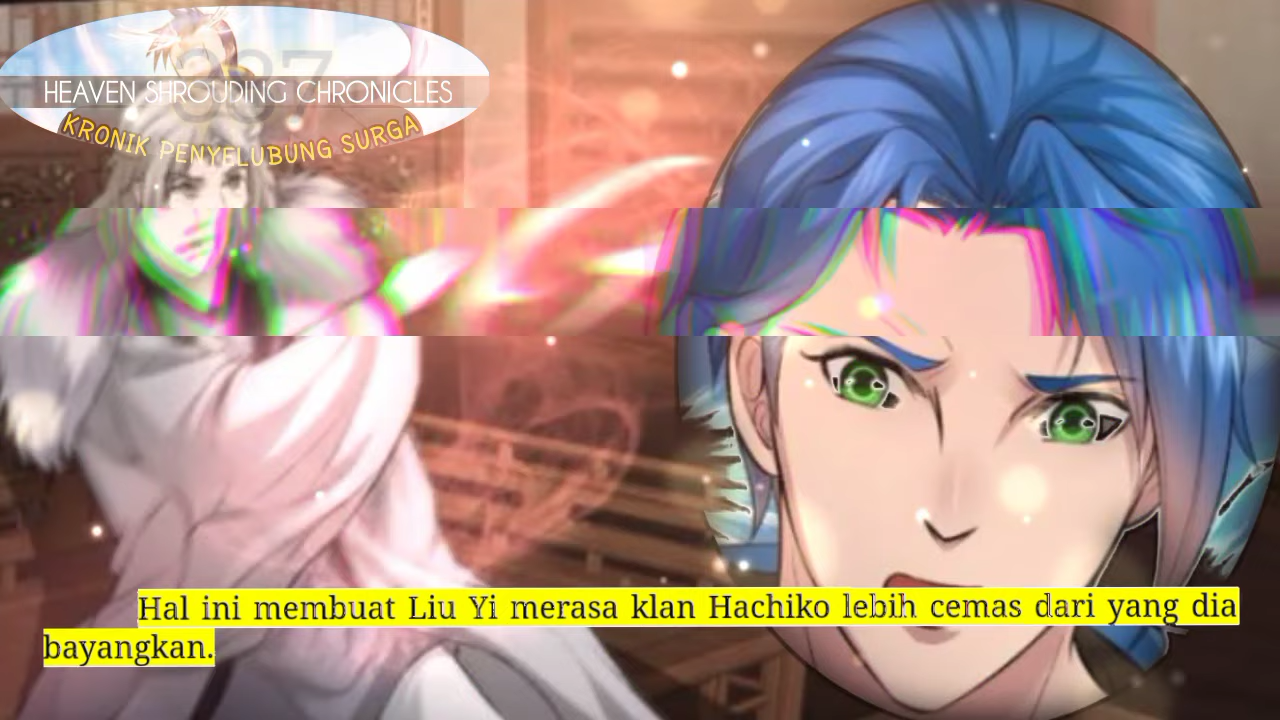 HEAVEN SHROUDING CHRONICLES
KRONIK PENYELUBUNG SURGA
Hal ini membuat Liu Yi merasa klan Hachiko lebih cemas dari yang dia
bayangkan.